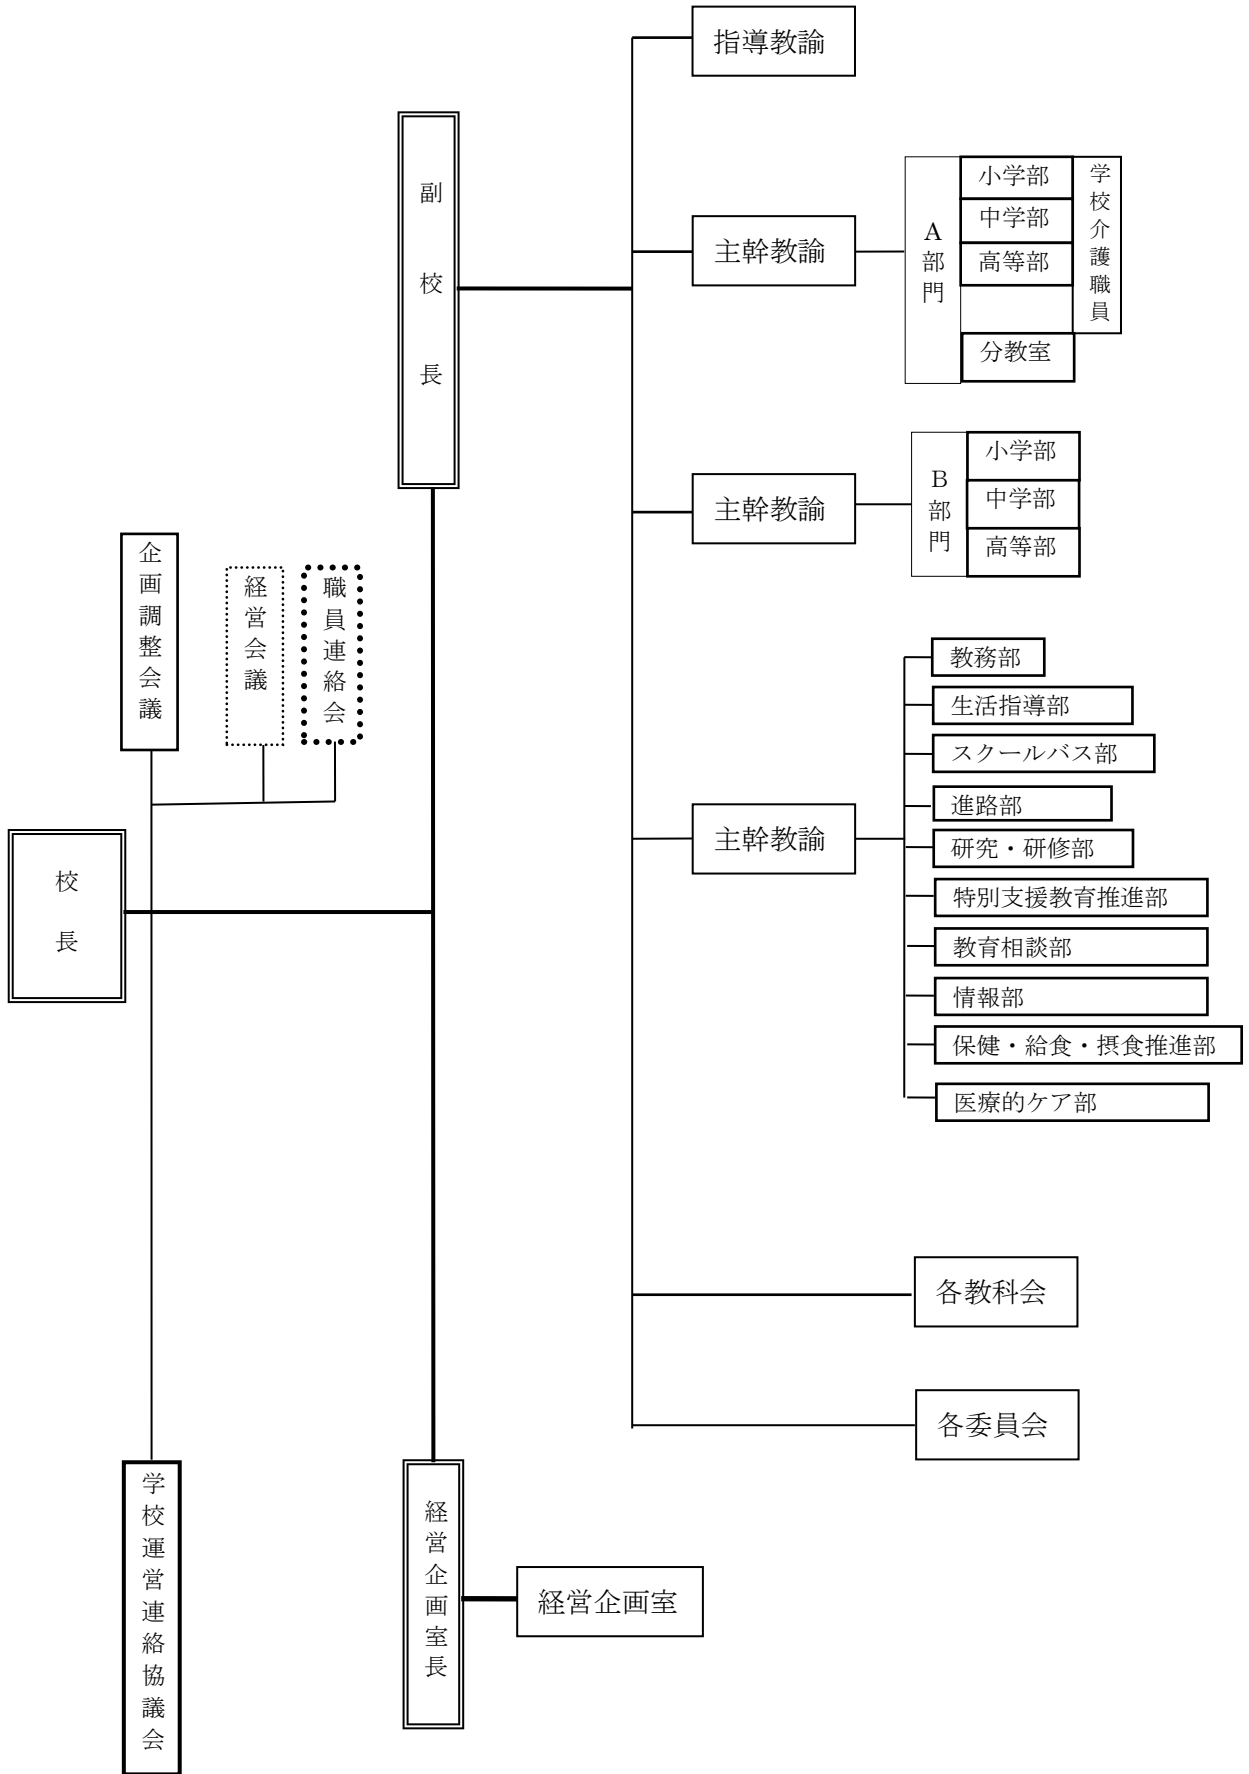 指導教諭
副校長
小学部
中学部
高等部
分教室
A部門
学校介護職員
主幹教諭
小学部
中学部
高等部
B部門
主幹教諭
企画調整会議
経営会議
職員連絡会
教務部
生活指導部
スクールバス部
進路部
研究・研修部
特別支援教育推進部
教育相談部
情報部
保健・給食・摂食推進部
医療的ケア部
主幹教諭
校長
各教科会
各委員会
学校運営連絡協議会
経営企画室長
経営企画室